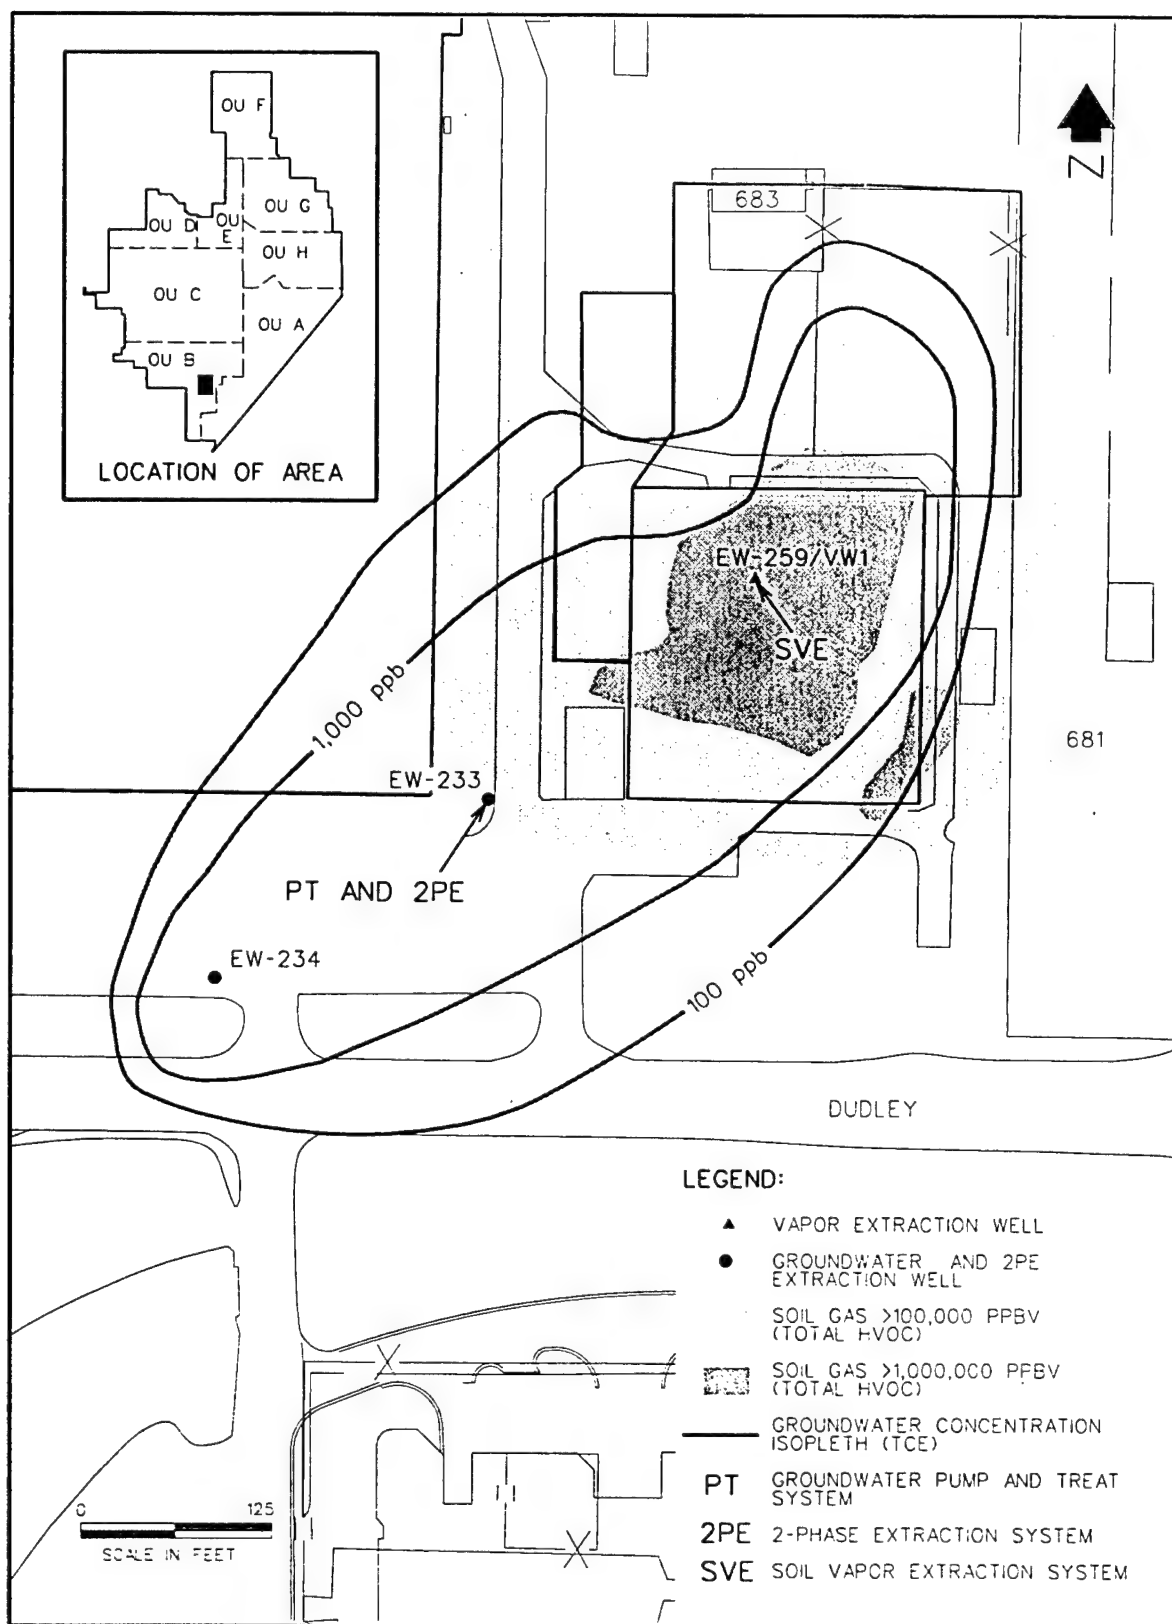 OU F
OU G
OU D
OU
E
OU H
OU C
OU A
OU B
LOCATION OF AREA
N
683
EW-259/VW1
SVE
1,000 ppb
681
EW-233
PT AND 2PE
EW-234
100 ppb
DUDLEY
LEGEND:
VAPOR EXTRACTION WELL
GROUNDWATER AND 2PE
EXTRACTION WELL
SOIL GAS >100,000 PPBV
(TOTAL HVOC)
SOIL GAS >1,000,000 PPBV
(TOTAL HVOC)
GROUNDWATER CONCENTRATION
ISOPLETH (TCE)
PT GROUNDWATER PUMP AND TREAT
SYSTEM
2PE 2-PHASE EXTRACTION SYSTEM
SVE SOIL VAPOR EXTRACTION SYSTEM
0 125
SCALE IN FEET